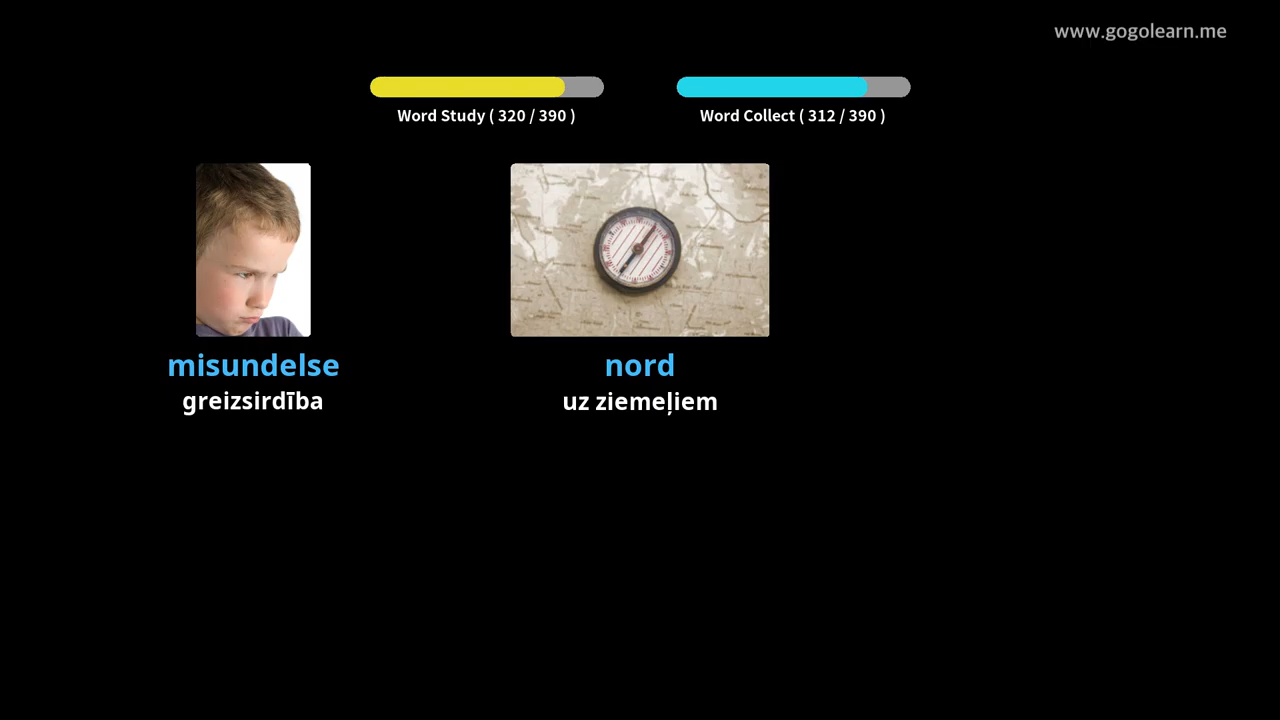 www.gogolearn.me
Word Study ( 320 / 390 )
Word Collect ( 312 / 390 )
misundelse
greizsirdība
nord
uz ziemeļiem